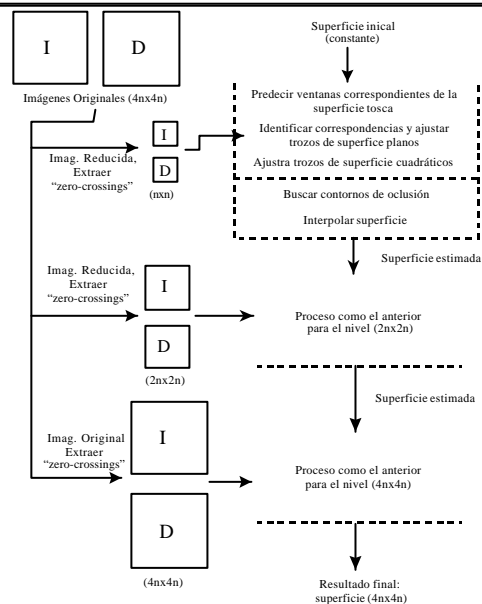 I
D
Imágenes Originales (4nx4n)
Superficie inical
(constante)
Predecir ventanas correspondientes de la
superficie tosca
Identificar correspondencias y ajustar
trozos de superfice planos
Ajustra trozos de superficie cuadráticos
Buscar contornos de oclusión
Interpolar superficie
Imag. Reducida,
Extraer
“zero-crossings”
I
D
(nxn)
Superficie estimada
Imag. Reducida,
Extraer
“zero-crossings”
I
D
(2nx2n)
Proceso como el anterior
para el nivel (2nx2n)
Superficie estimada
Imag. Original
Extraer
“zero-crossings”
I
D
(4nx4n)
Proceso como el anterior
para el nivel (4nx4n)
Resultado final:
superficie (4nx4n)